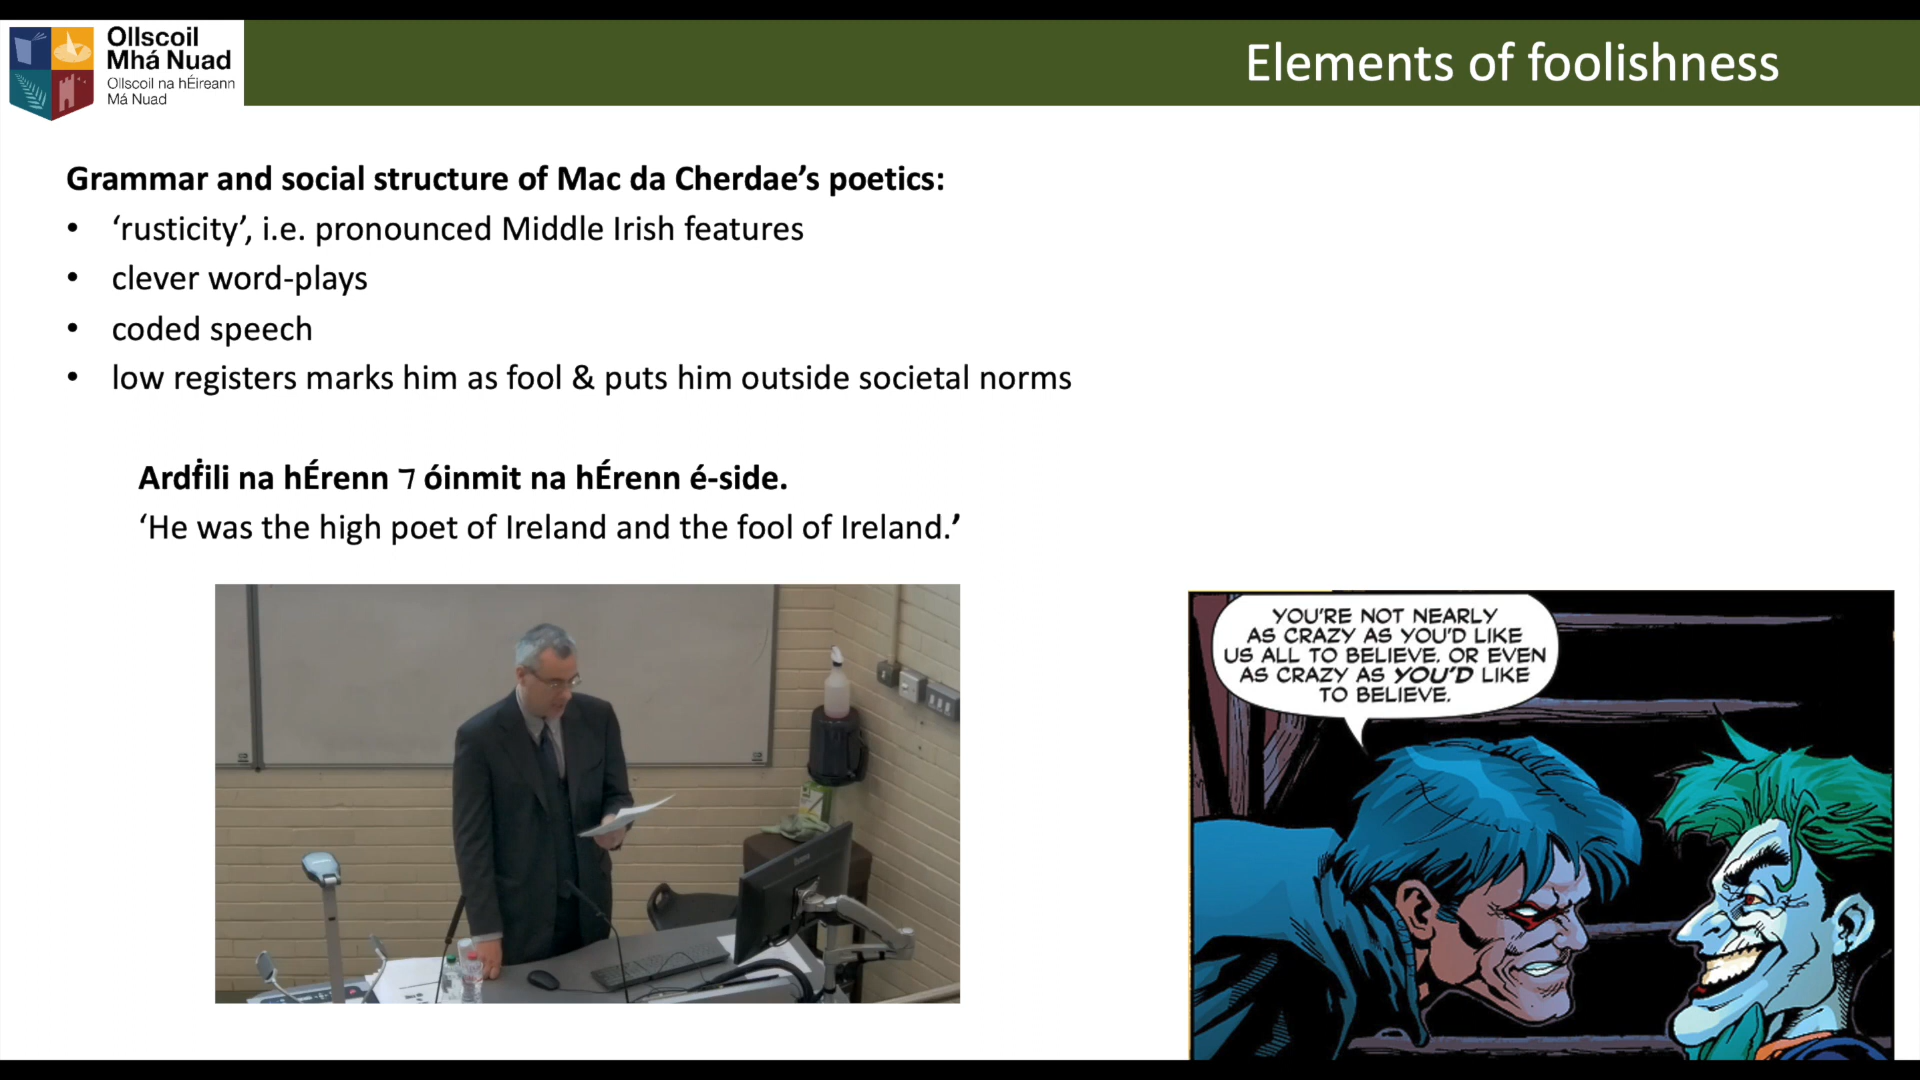 Ollscoil
Mhá Nuad
Ollscoil na hÉireann
Má Nuad
Elements of foolishness
Grammar and social structure of Mac da Cherdae’s poetics:
• ‘rusticity’, i.e. pronounced Middle Irish features
• clever word-plays
• coded speech
• low registers marks him as fool & puts him outside societal norms
Ardḟili na hÉrenn ⁊ óinmit na hÉrenn é-side.
‘He was the high poet of Ireland and the fool of Ireland.’
YOU'RE NOT NEARLY
AS CRAZY AS YOU'D LIKE
US ALL TO BELIEVE. OR EVEN
AS CRAZY AS YOU'D LIKE
TO BELIEVE.